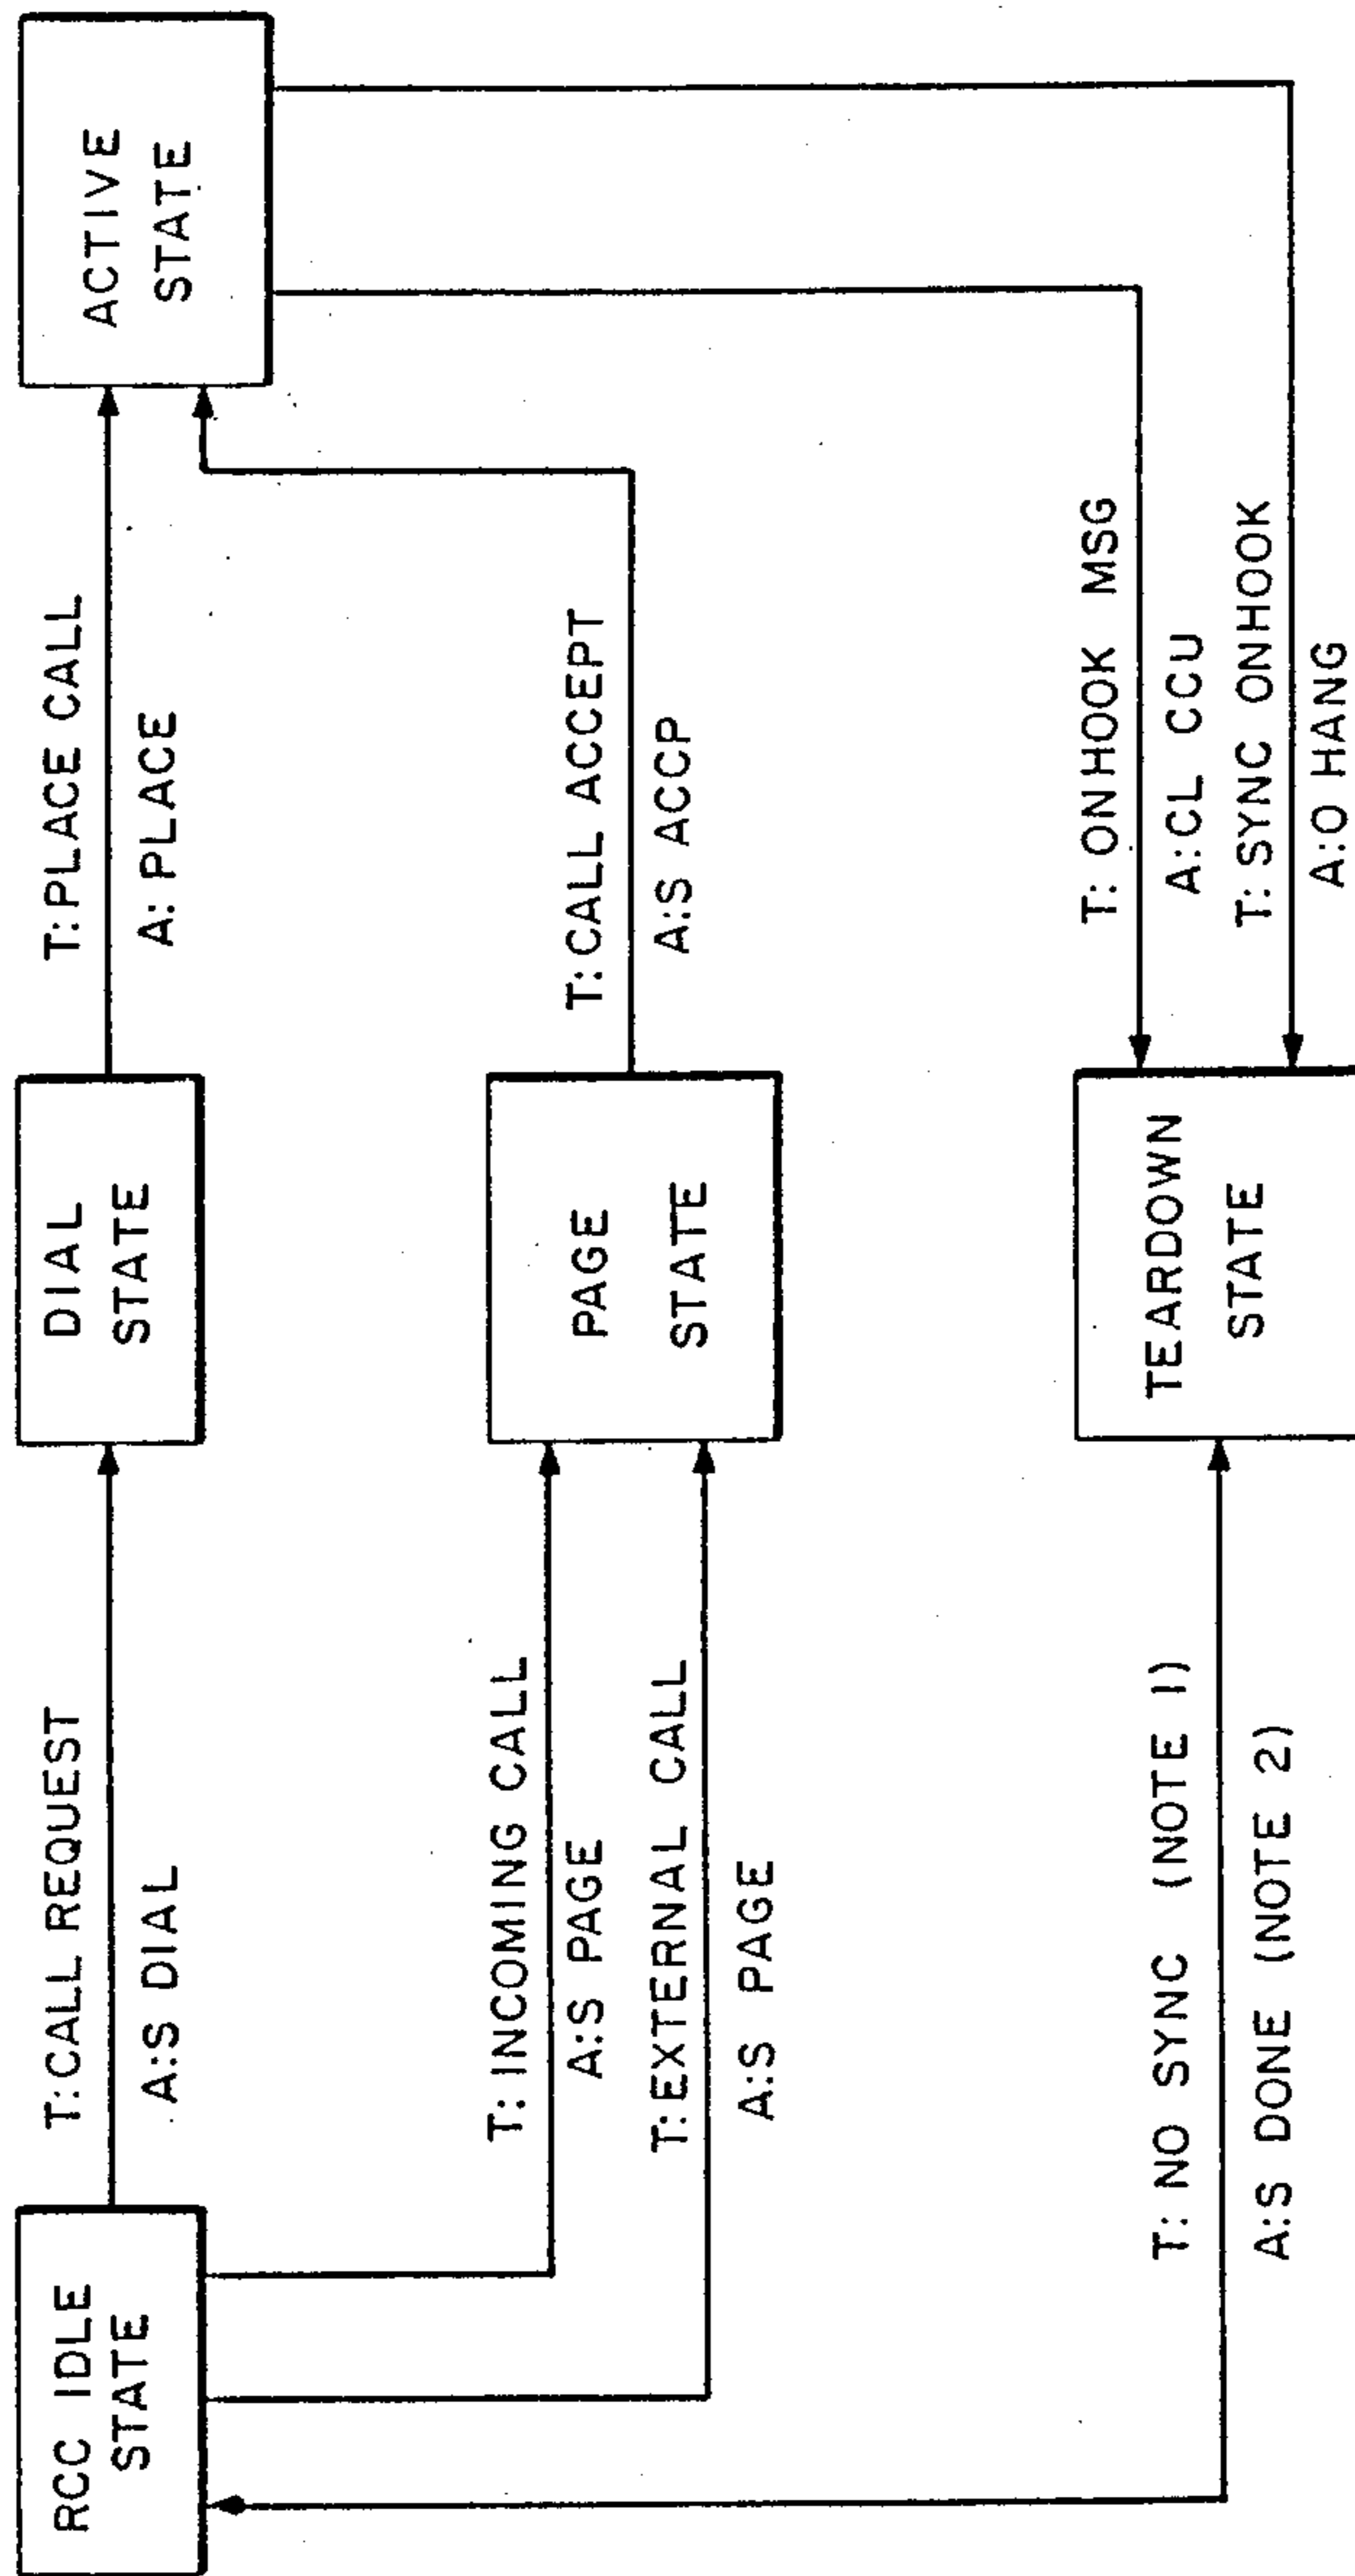 RCC IDLE
STATE
T:CALL REQUEST
A:S DIAL
DIAL
STATE
T:PLACE CALL
A:PLACE
ACTIVE
STATE
T:INCOMING CALL
A:S PAGE
T:EXTERNAL CALL
A:S PAGE
PAGE
STATE
T:CALL ACCEPT
A:S ACCP
T:NO SYNC (NOTE 1)
A:S DONE (NOTE 2)
TEARDOWN
STATE
T: ONHOOK MSG
A:CL CCU
T:SYNC ONHOOK
A:O HANG